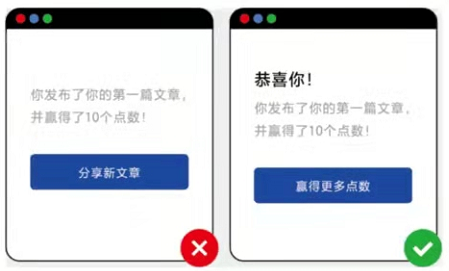 你发布了你的第一篇文章，
并赢得了10个点数！
分享新文章
恭喜你！
你发布了你的第一篇文章，
并赢得了10个点数！
赢得更多点数